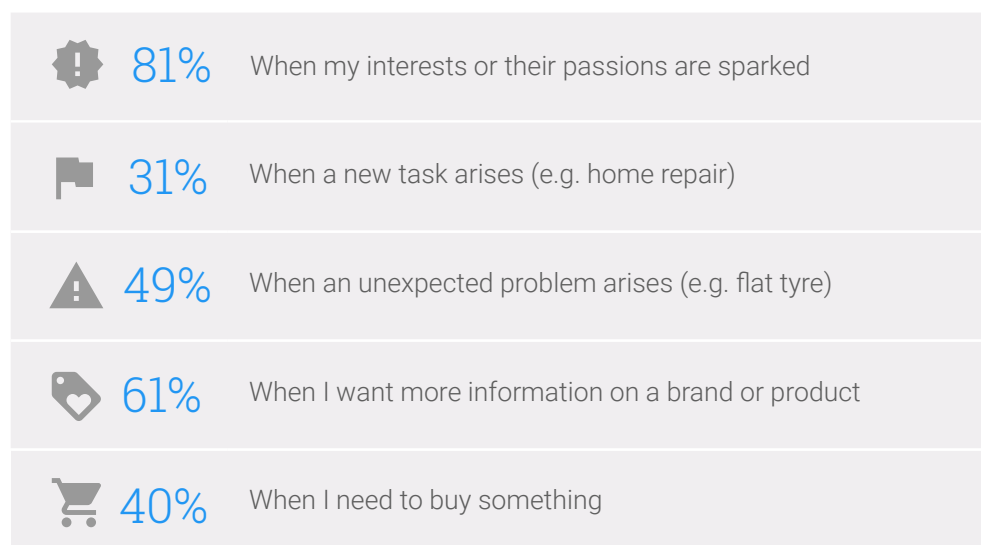 81% When my interests or their passions are sparked
31% When a new task arises (e.g. home repair)
49% When an unexpected problem arises (e.g. flat tyre)
61% When I want more information on a brand or product
40% When I need to buy something